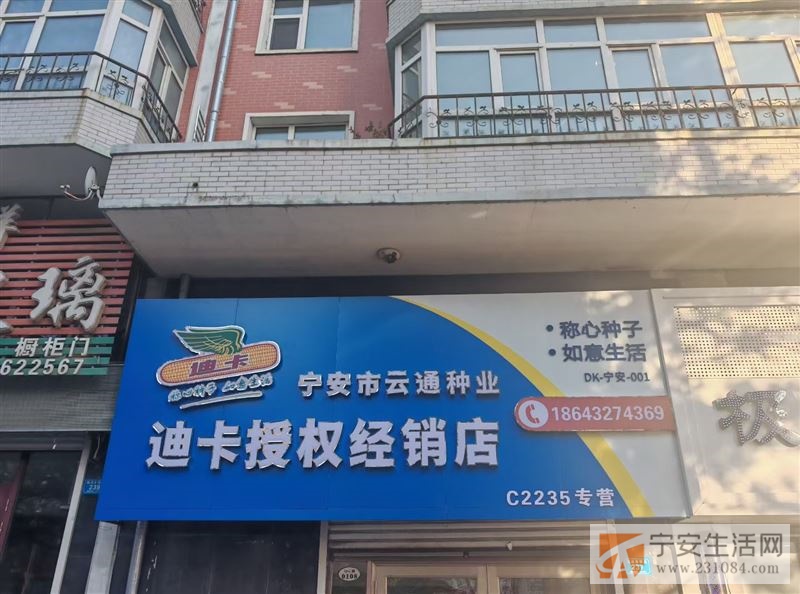 璃
橱柜门
622567
迪卡
称心种子 如意生活
宁安市云通种业
迪卡授权经销店
C2235专营
• 称心种子
• 如意生活
DK-宁安-001
18643274369
极
239
0108
宁安生活网
www.231084.com